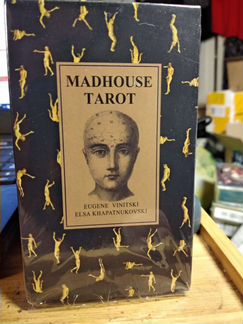 MADHOUSE
TAROT
EUGENE VINITSKI
ELSA KHAPATNUKOVSKI